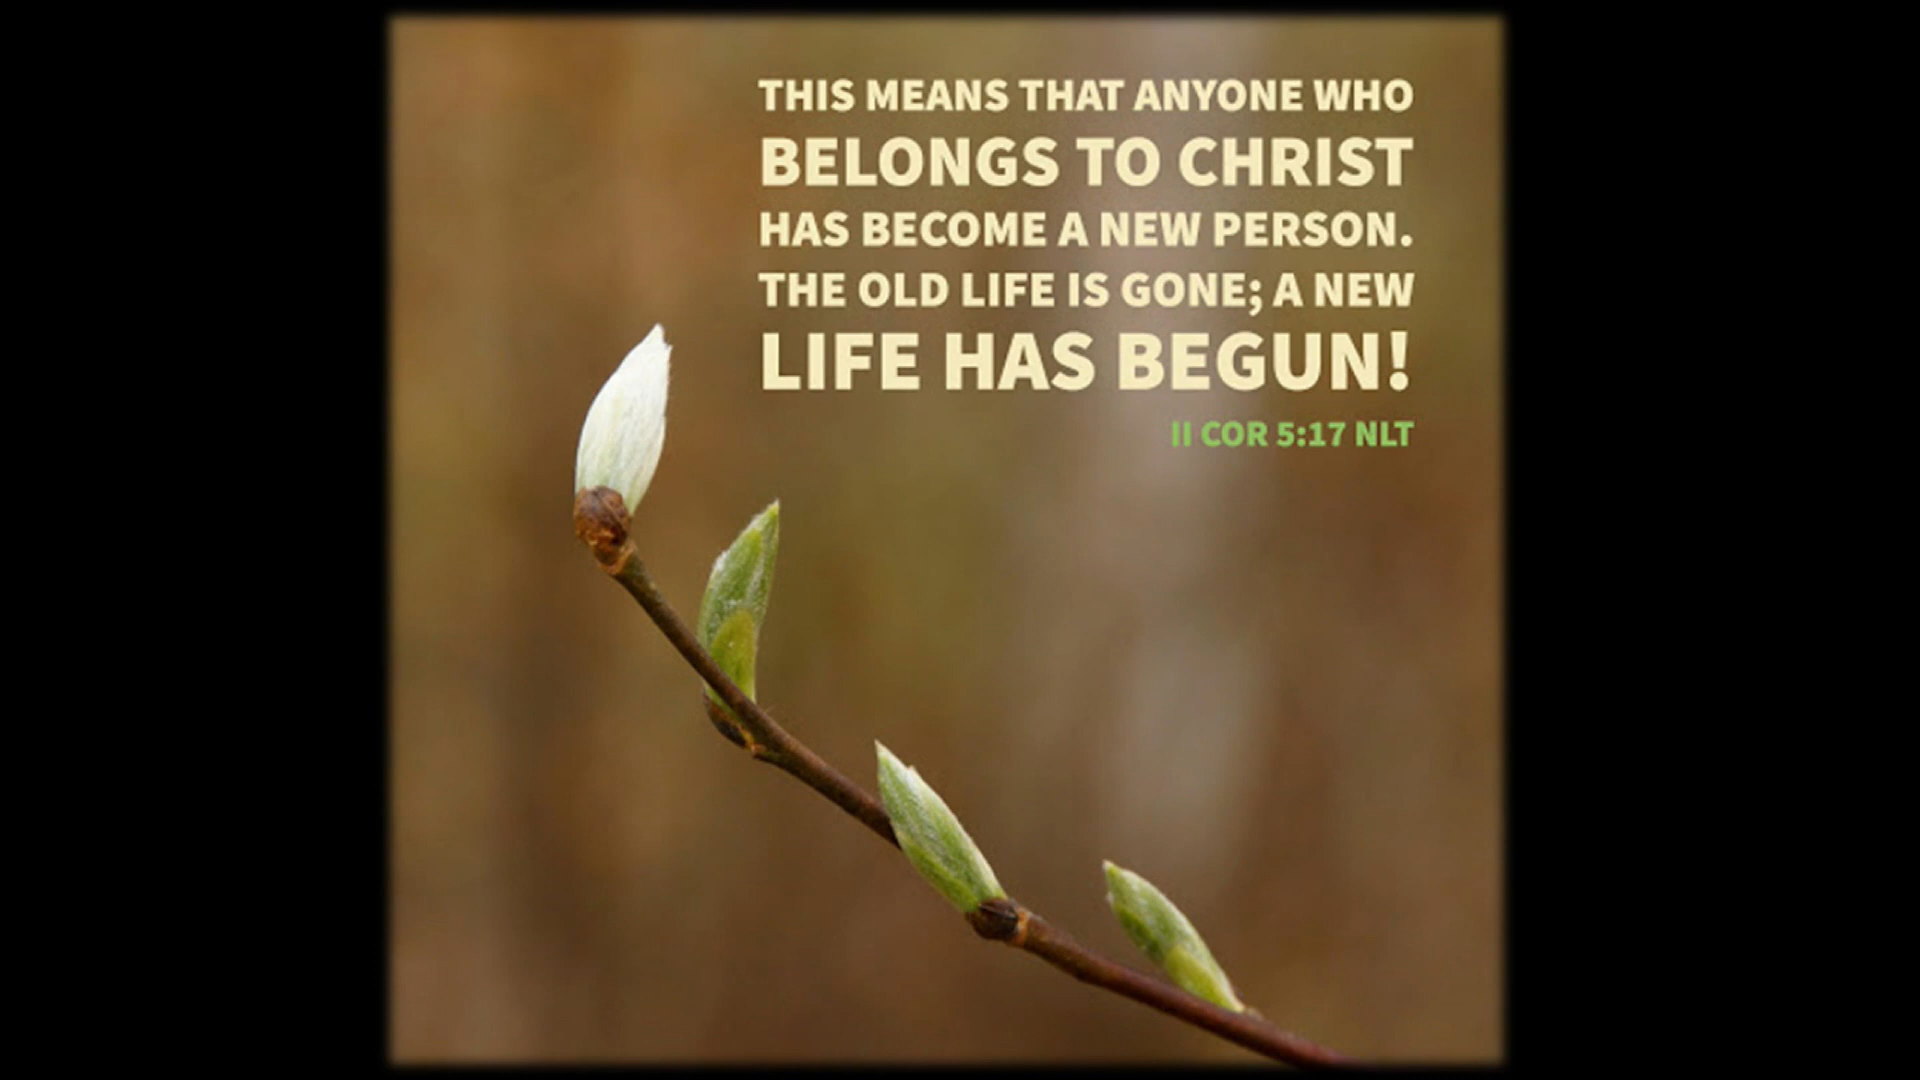 THIS MEANS THAT ANYONE WHO
BELONGS TO CHRIST
HAS BECOME A NEW PERSON.
THE OLD LIFE IS GONE; A NEW
LIFE HAS BEGUN!
II COR 5:17 NLT